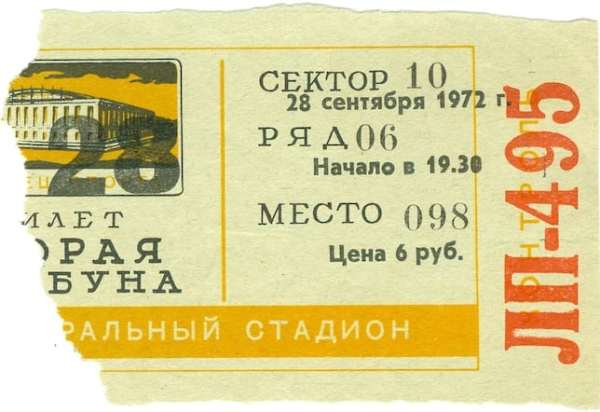 28
ИЛЕТ
ОРАЯ
БУНА
СЕКТОР 10
28 сентября 1972 г.
РЯД 06
Начало в 19.30
МЕСТО 098
Цена 6 руб.
РАЛЬНЫЙ СТАДИОН
ЛП-495